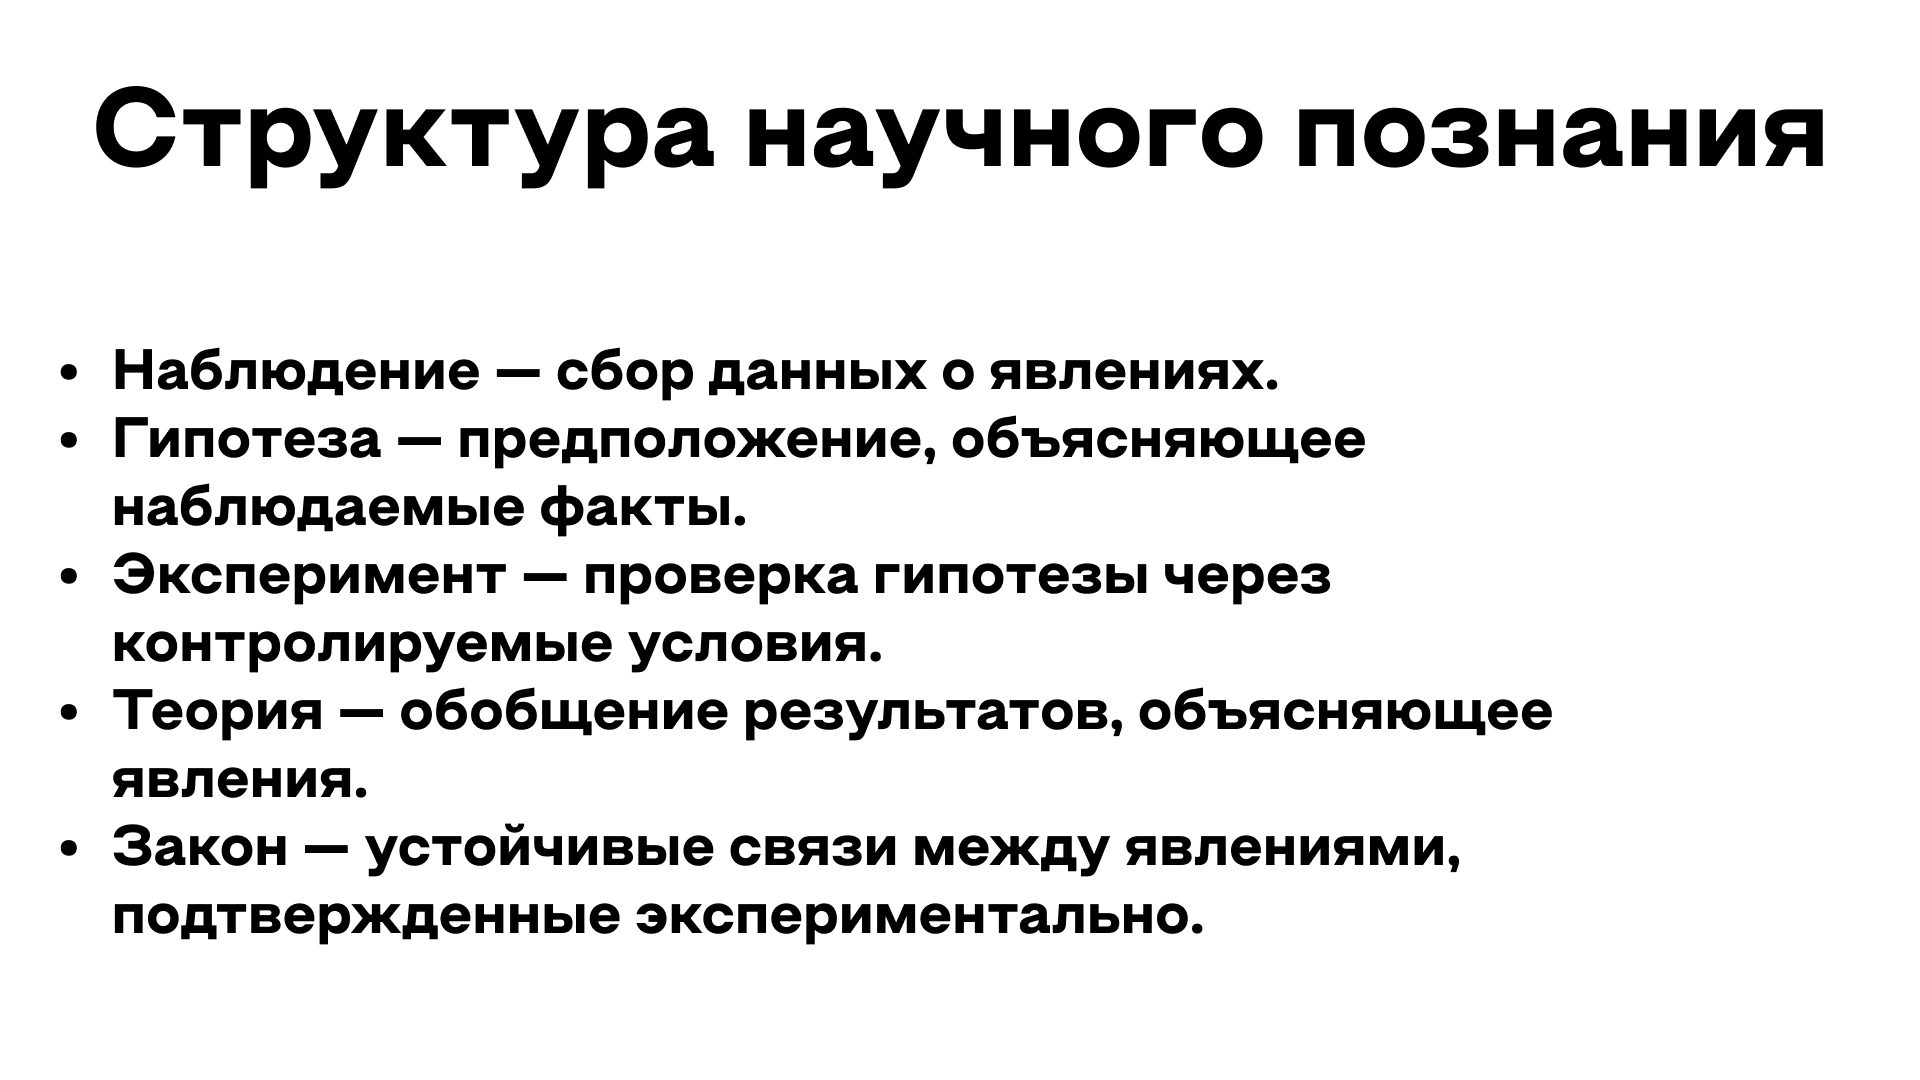 Структура научного познания
• Наблюдение — сбор данных о явлениях.
• Гипотеза — предположение, объясняющее
наблюдаемые факты.
• Эксперимент — проверка гипотезы через
контролируемые условия.
• Теория — обобщение результатов, объясняющее
явления.
• Закон — устойчивые связи между явлениями,
подтвержденные экспериментально.